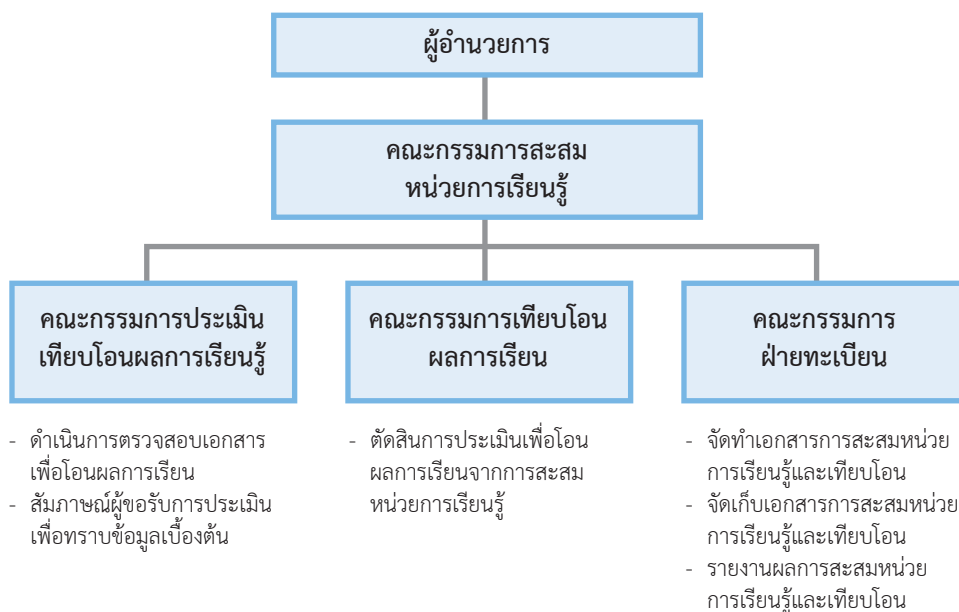 ผู้อำนวยการ
คณะกรรมการสะสม
หน่วยการเรียนรู้
คณะกรรมการประเมิน
เทียบโอนผลการเรียนรู้
- ดำเนินการตรวจสอบเอกสาร
เพื่อโอนผลการเรียน
- สัมภาษณ์ผู้ขอรับการประเมิน
เพื่อทราบข้อมูลเบื้องต้น
คณะกรรมการเทียบโอน
ผลการเรียน
- ตัดสินการประเมินเพื่อโอน
ผลการเรียนจากการสะสม
หน่วยการเรียนรู้
คณะกรรมการ
ฝ่ายทะเบียน
- จัดทำเอกสารการสะสมหน่วย
การเรียนรู้และเทียบโอน
- จัดเก็บเอกสารการสะสมหน่วย
การเรียนรู้และเทียบโอน
- รายงานผลการสะสมหน่วย
การเรียนรู้และเทียบโอน